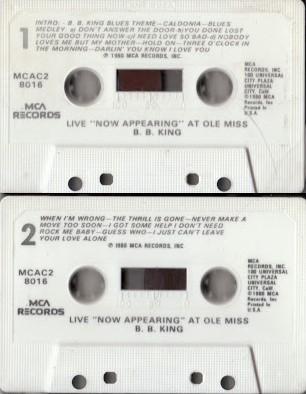 1
INTRO: - B. B. KING BLUES THEME—CALDONIA—BLUES
MEDLEY: a) DON'T ANSWER THE DOOR-b)YOU DONE LOST
YOUR GOOD THING NOW-c)I NEED LOVE SO BAD-d) NOBODY
LOVES ME BUT MY MOTHER—HOLD ON—THREE O'CLOCK IN
THE MORNING—DARLIN' YOU KNOW I LOVE YOU
℗ 1980 MCA RECORDS, INC.
MCAC2
8016
MCA RECORDS
MCA
RECORDS, INC.
100 UNIVERSAL
CITY PLAZA
UNIVERSAL
CITY, Calif.
© 1980 MCA
Records, Inc
Printed in
U.S.A.
LIVE "NOW APPEARING" AT OLE MISS
B. B. KING
2
WHEN I'M WRONG—THE THRILL IS GONE—NEVER MAKE A
MOVE TOO SOON—I GOT SOME HELP I DON'T NEED
ROCK ME BABY—GUESS WHO—I JUST CAN'T LEAVE
YOUR LOVE ALONE
℗ 1980 MCA RECORDS, INC
MCAC2
8016
MCA RECORDS
MCA
RECORDS, INC.
100 UNIVERSAL
CITY PLAZA
UNIVERSAL
CITY, Calif.
© 1980 MCA
Records, Inc
Printed in
U.S.A.
LIVE "NOW APPEARING" AT OLE MISS
B. B. KING